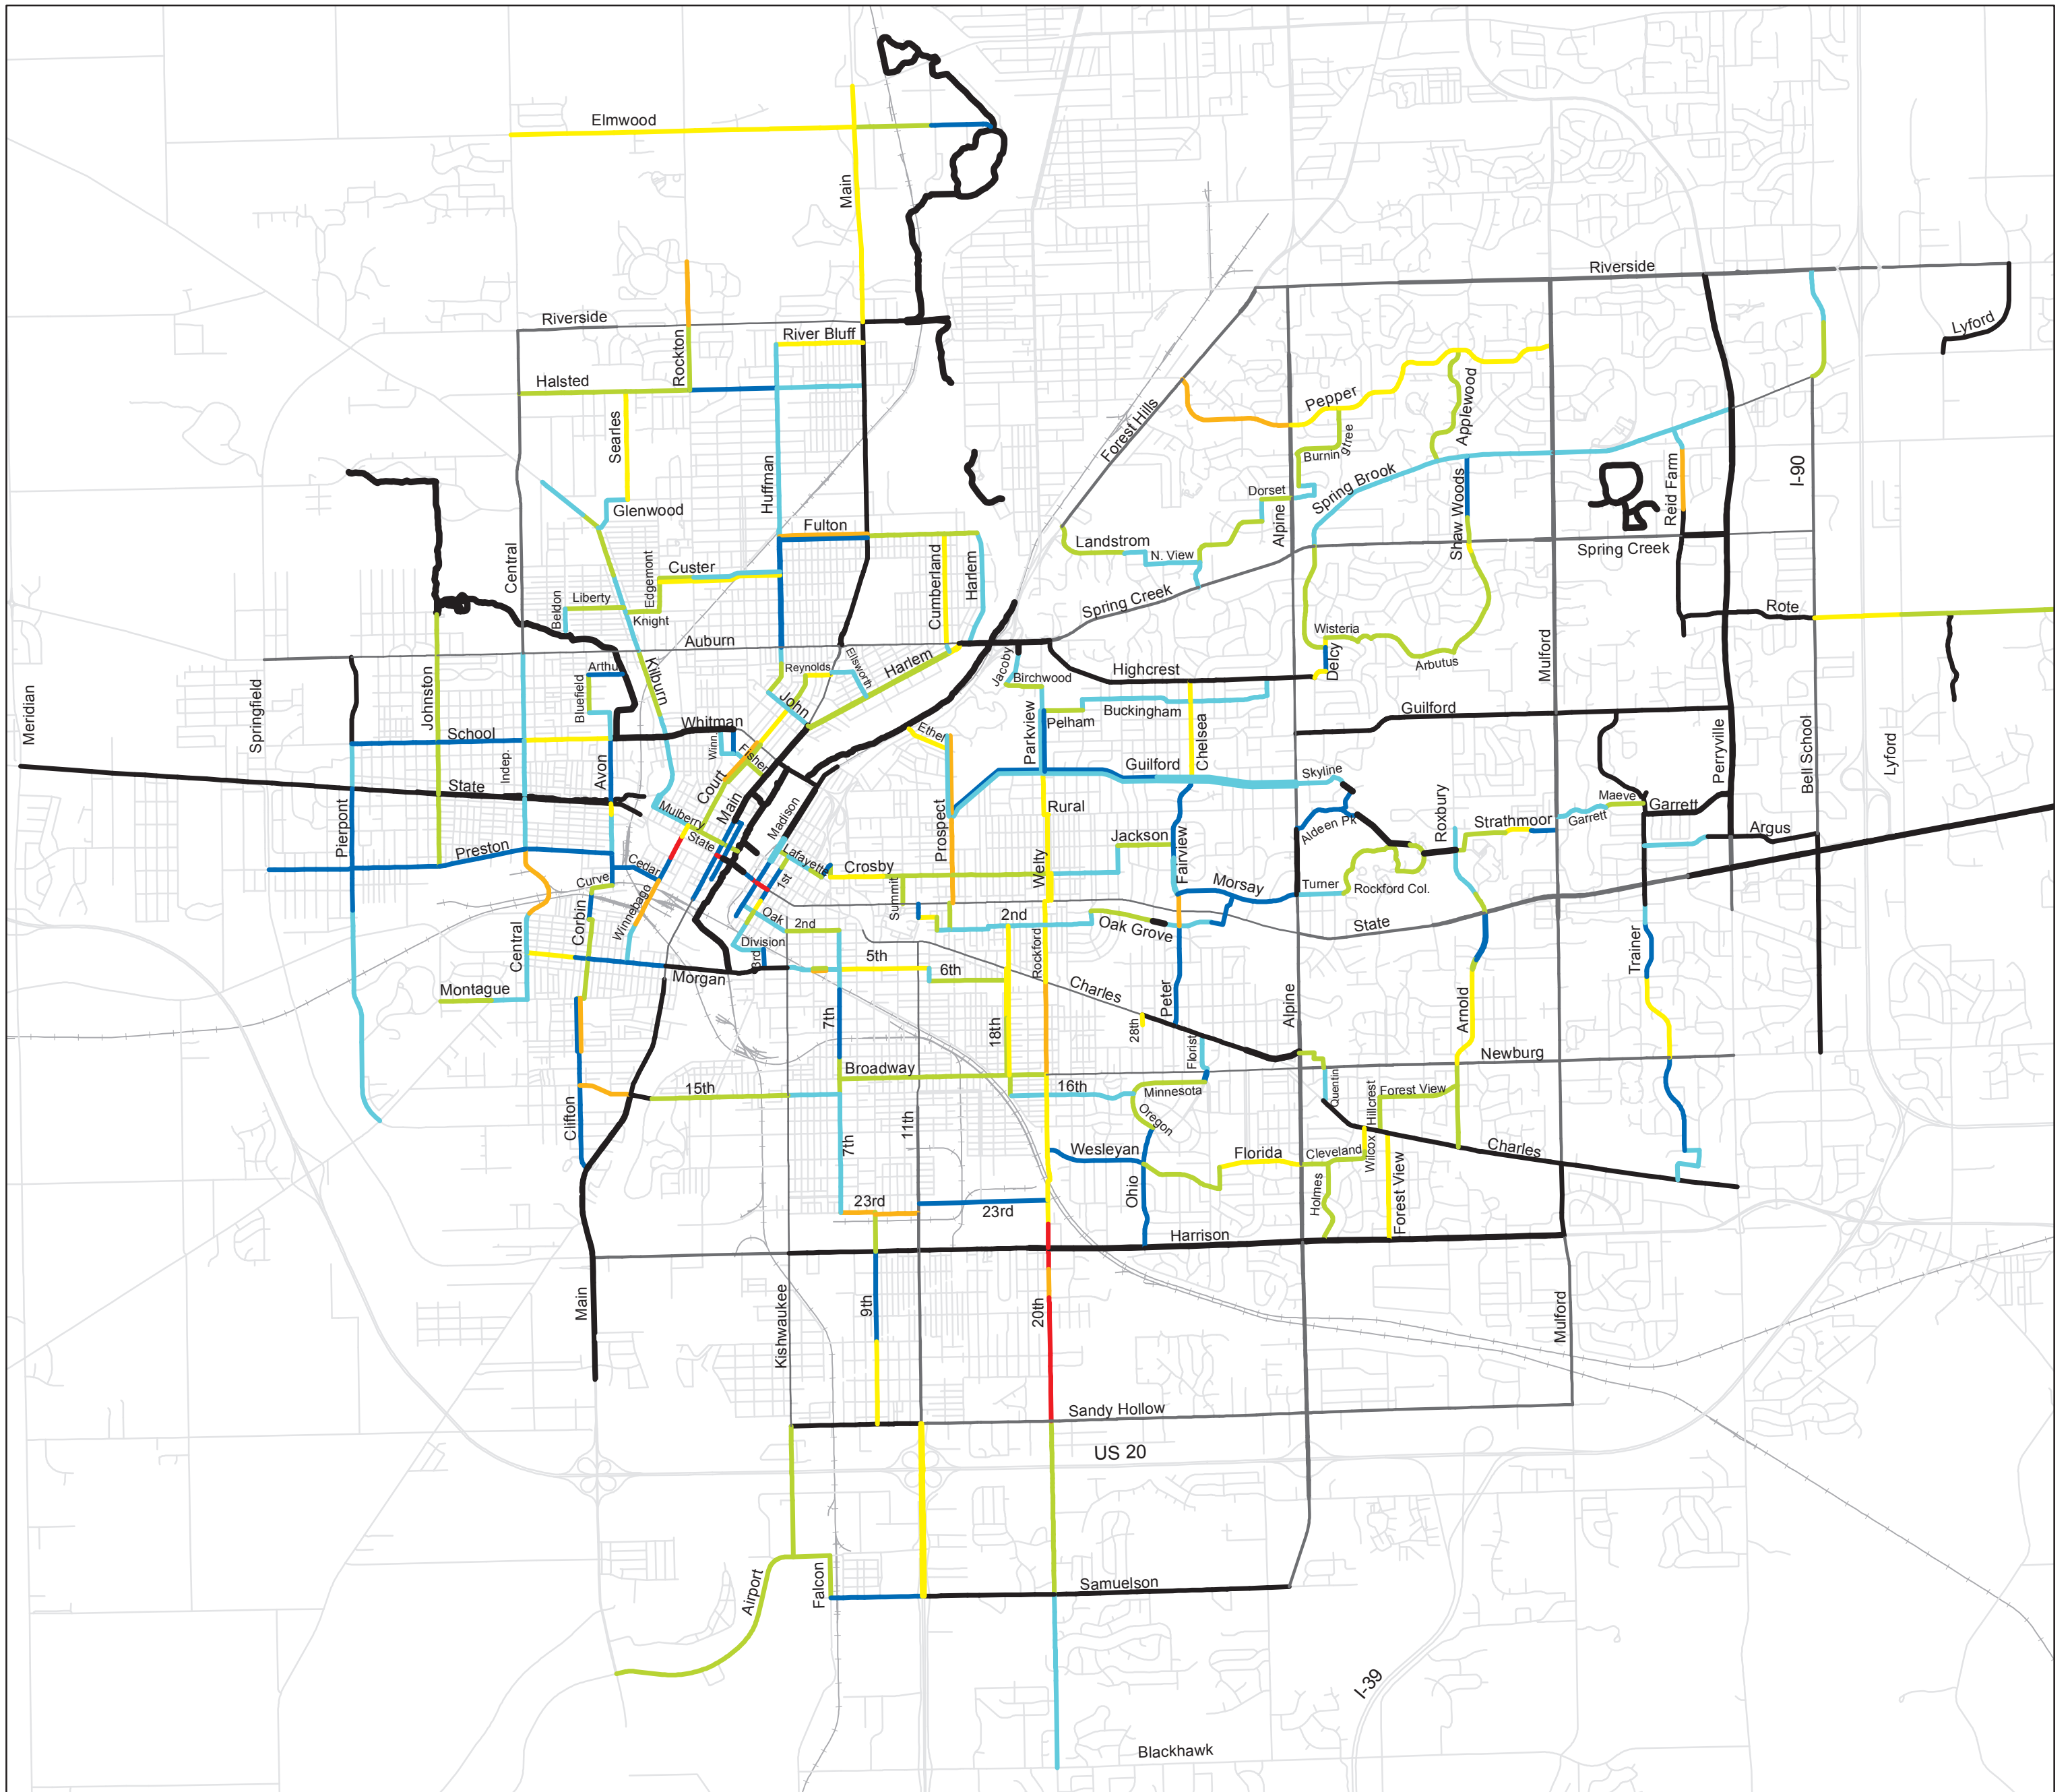 Elmwood
Main
Riverside
Riverside
Lyford
River Bluff
Rockton
Halsted
Pepper
Applewood
Forest Hills
Searles
Burningtree
Huffman
Spring Brook
I-90
Dorset
Reid Farm
Glenwood
Fulton
Alpine
Shaw Woods
Landstrom
N. View
Spring Creek
Central
Custer
Edgemont
Cumberland
Harlem
Beldon
Liberty
Spring Creek
Rote
Knight
Auburn
Wisteria
Mulford
Arthur
Kilburn
Reynolds
Ellsworth
Harlem
Jacoby
Highcrest
Delcy
Arbutus
Birchwood
Meridian
Springfield
Johnston
Bluefield
John
Parkview
Buckingham
Pelham
Chelsea
Guilford
School
Whitman
Winn
Fisher
Ethel
Perryville
Bell School
Lyford
Indep.
Avon
State
Court
Main
Guilford
Skyline
Maeve
Garrett
Garrett
Pierpont
Mulberry
State
Madison
Prospect
Rural
Jackson
Fairview
Aldeen Pk
Roxbury
Strathmoor
Argus
Preston
Cedar
Lafayette
Crosby
Welty
1st
Curve
Winnebago
Summit
Morsay
Turner
Rockford Col.
Corbin
Oak
2nd
2nd
Oak Grove
State
Central
Division
3rd
Rockford
Trainer
5th
6th
Morgan
Montague
Charles
Peter
Alpine
Arnold
7th
18th
28th
Florist
Newburg
Broadway
15th
16th
Minnesota
Quentin
Hillcrest
Forest View
Clifton
11th
7th
Oregon
Wesleyan
Florida
Cleveland
Wilcox
Charles
Ohio
Holmes
Forest View
23rd
23rd
Harrison
Main
Kishwaukee
9th
20th
Mulford
Sandy Hollow
US 20
Airport
Falcon
Samuelson
I-39
Blackhawk